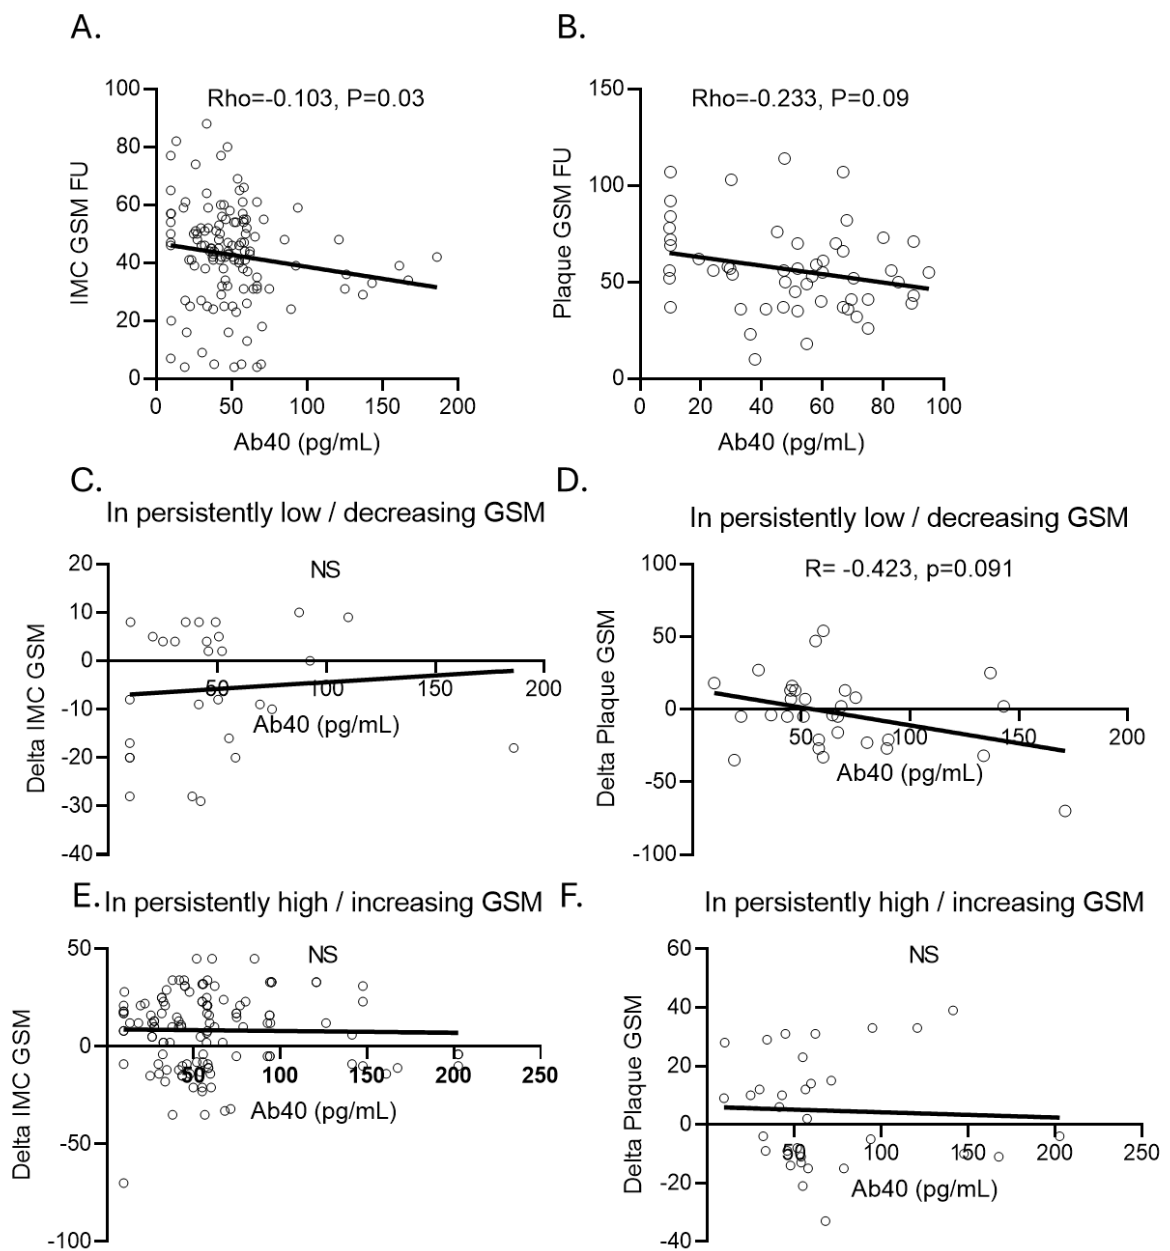 A.
Rho=-0.103, P=0.03
IMC GSM FU
100
80
60
40
20
0
0 50 100 150 200
Ab40 (pg/mL)
B.
Rho=-0.233, P=0.09
Plaque GSM FU
150
100
50
0
0 20 40 60 80 100
Ab40 (pg/mL)
C.
In persistently low / decreasing GSM
NS
Delta IMC GSM
20
10
0
-10
-20
-30
-40
50 100 150 200
Ab40 (pg/mL)
D.
In persistently low / decreasing GSM
R= -0.423, p=0.091
Delta Plaque GSM
100
50
0
-50
-100
50 100 150 200
Ab40 (pg/mL)
E.
In persistently high / increasing GSM
NS
Delta IMC GSM
50
0
-50
-100
50 100 150 200 250
Ab40 (pg/mL)
F.
In persistently high / increasing GSM
NS
Delta Plaque GSM
60
40
20
0
-20
-40
50 100 150 200 250
Ab40 (pg/mL)